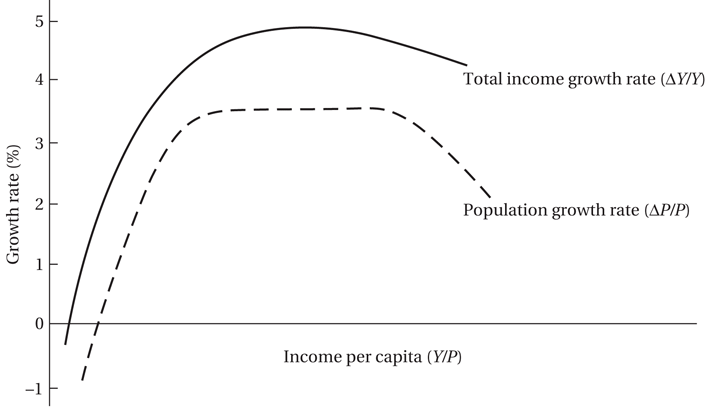 5
4
3
2
1
0
−1
Growth rate (%)
Total income growth rate (ΔY/Y)
Population growth rate (ΔP/P)
Income per capita (Y/P)